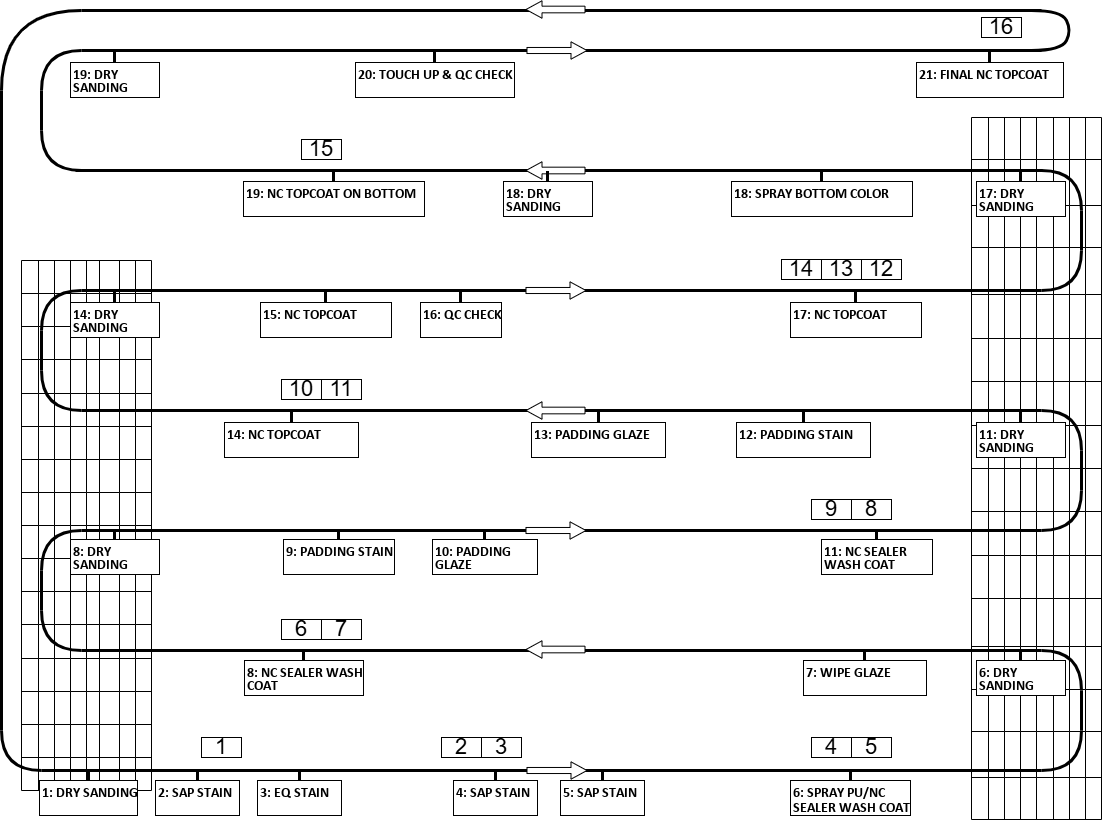 16
19: DRY
SANDING
20: TOUCH UP & QC CHECK
21: FINAL NC TOPCOAT
15
19: NC TOPCOAT ON BOTTOM
18: DRY
SANDING
18: SPRAY BOTTOM COLOR
17: DRY
SANDING
14 13 12
14: DRY
SANDING
15: NC TOPCOAT
16: QC CHECK
17: NC TOPCOAT
10 11
14: NC TOPCOAT
13: PADDING GLAZE
12: PADDING STAIN
11: DRY
SANDING
9 8
8: DRY
SANDING
9: PADDING STAIN
10: PADDING
GLAZE
11: NC SEALER
WASH COAT
6 7
8: NC SEALER WASH
COAT
7: WIPE GLAZE
6: DRY
SANDING
1
2 3
4 5
1: DRY SANDING
2: SAP STAIN
3: EQ STAIN
4: SAP STAIN
5: SAP STAIN
6: SPRAY PU/NC
SEALER WASH COAT